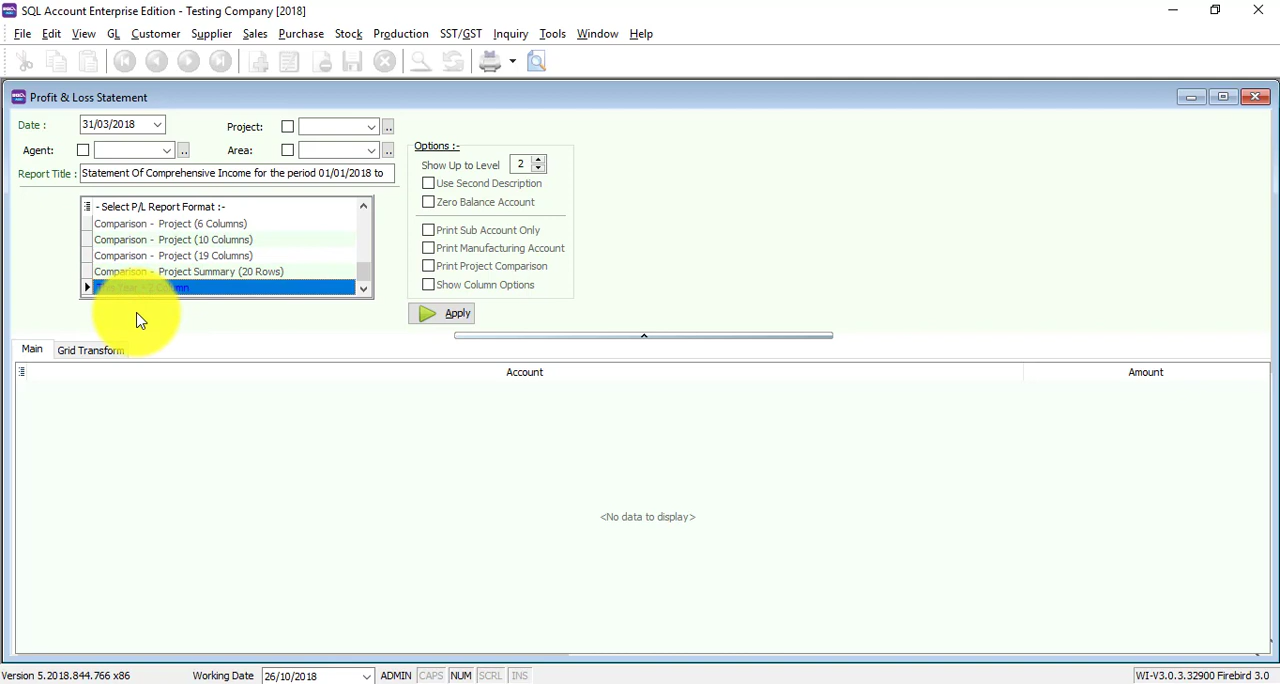 SQL Account Enterprise Edition - Testing Company [2018]
File Edit View GL Customer Supplier Sales Purchase Stock Production SST/GST Inquiry Tools Window Help
Profit & Loss Statement
Date : 31/03/2018 Project: ..
Agent: .. Area: ..
Report Title : Statement Of Comprehensive Income for the period 01/01/2018 to
Options :-
Show Up to Level 2
Use Second Description
Zero Balance Account
Print Sub Account Only
Print Manufacturing Account
Print Project Comparison
Show Column Options
Apply
- Select P/L Report Format :-
Comparison - Project (6 Columns)
Comparison - Project (10 Columns)
Comparison - Project (19 Columns)
Comparison - Project Summary (20 Rows)
Main Grid Transform
Account Amount
<No data to display>
Version 5.2018.844.766 x86 Working Date 26/10/2018 ADMIN CAPS NUM SCRL INS WI-V3.0.3.32900 Firebird 3.0